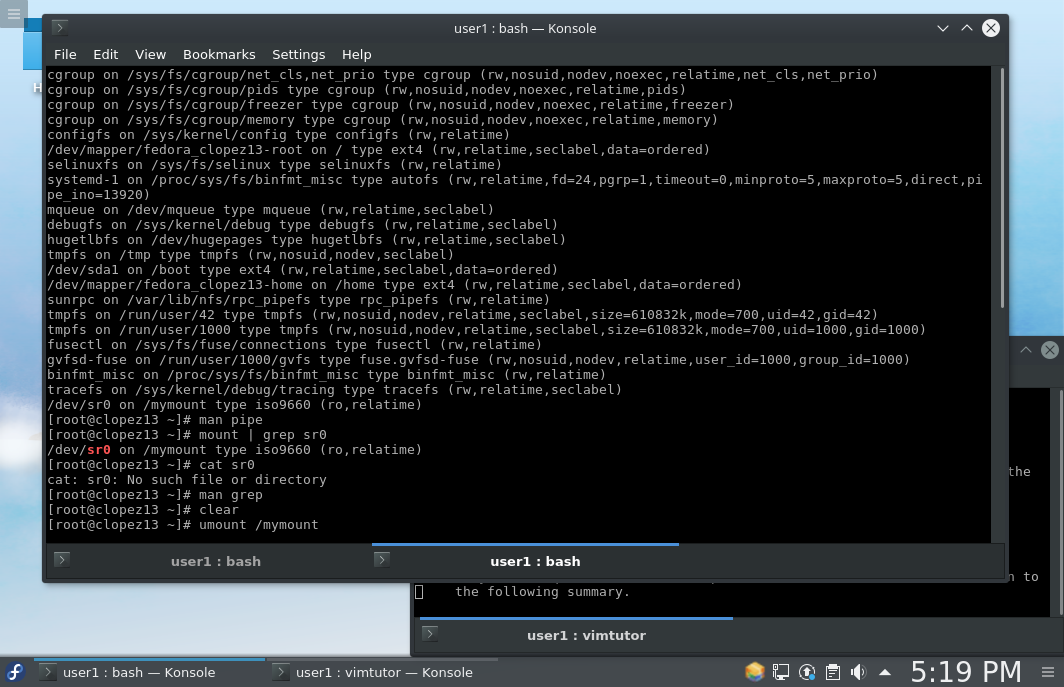 user1 : bash — Konsole
File Edit View Bookmarks Settings Help
cgroup on /sys/fs/cgroup/net_cls,net_prio type cgroup (rw,nosuid,nodev,noexec,relatime,net_cls,net_prio)
cgroup on /sys/fs/cgroup/pids type cgroup (rw,nosuid,nodev,noexec,relatime,pids)
cgroup on /sys/fs/cgroup/freezer type cgroup (rw,nosuid,nodev,noexec,relatime,freezer)
cgroup on /sys/fs/cgroup/memory type cgroup (rw,nosuid,nodev,noexec,relatime,memory)
configfs on /sys/kernel/config type configfs (rw,relatime)
/dev/mapper/fedora_clopez13-root on / type ext4 (rw,relatime,seclabel,data=ordered)
selinuxfs on /sys/fs/selinux type selinuxfs (rw,relatime)
systemd-1 on /proc/sys/fs/binfmt_misc type autofs (rw,relatime,fd=24,pgrp=1,timeout=0,minproto=5,maxproto=5,direct,pi
pe_ino=13920)
mqueue on /dev/mqueue type mqueue (rw,relatime,seclabel)
debugfs on /sys/kernel/debug type debugfs (rw,relatime,seclabel)
hugetlbfs on /dev/hugepages type hugetlbfs (rw,relatime,seclabel)
tmpfs on /tmp type tmpfs (rw,nosuid,nodev,seclabel)
/dev/sda1 on /boot type ext4 (rw,relatime,seclabel,data=ordered)
/dev/mapper/fedora_clopez13-home on /home type ext4 (rw,relatime,seclabel,data=ordered)
sunrpc on /var/lib/nfs/rpc_pipefs type rpc_pipefs (rw,relatime)
tmpfs on /run/user/42 type tmpfs (rw,nosuid,nodev,relatime,seclabel,size=610832k,mode=700,uid=42,gid=42)
tmpfs on /run/user/1000 type tmpfs (rw,nosuid,nodev,relatime,seclabel,size=610832k,mode=700,uid=1000,gid=1000)
fusectl on /sys/fs/fuse/connections type fusectl (rw,relatime)
gvfsd-fuse on /run/user/1000/gvfs type fuse.gvfsd-fuse (rw,nosuid,nodev,relatime,user_id=1000,group_id=1000)
binfmt_misc on /proc/sys/fs/binfmt_misc type binfmt_misc (rw,relatime)
tracefs on /sys/kernel/debug/tracing type tracefs (rw,relatime,seclabel)
/dev/sr0 on /mymount type iso9660 (ro,relatime)
[root@clopez13 ~]# man pipe
[root@clopez13 ~]# mount | grep sr0
/dev/sr0 on /mymount type iso9660 (ro,relatime)
[root@clopez13 ~]# cat sr0
cat: sr0: No such file or directory
[root@clopez13 ~]# man grep
[root@clopez13 ~]# clear
[root@clopez13 ~]# umount /mymount
user1 : bash
user1 : bash
the
to
the following summary.
user1 : vimtutor
user1 : bash — Konsole
user1 : vimtutor — Konsole
5:19 PM